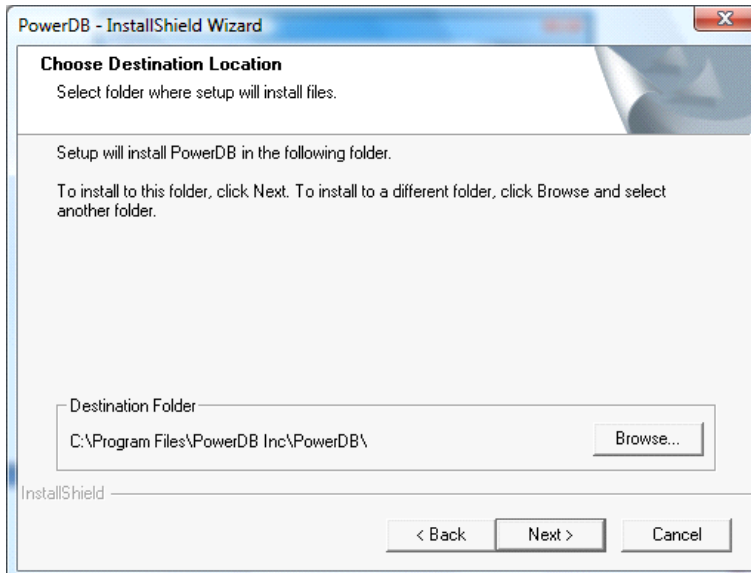 PowerDB - InstallShield Wizard
Choose Destination Location
Select folder where setup will install files.
Setup will install PowerDB in the following folder.
To install to this folder, click Next. To install to a different folder, click Browse and select
another folder.
Destination Folder
C:\Program Files\PowerDB Inc\PowerDB\
Browse...
InstallShield
< Back
Next >
Cancel